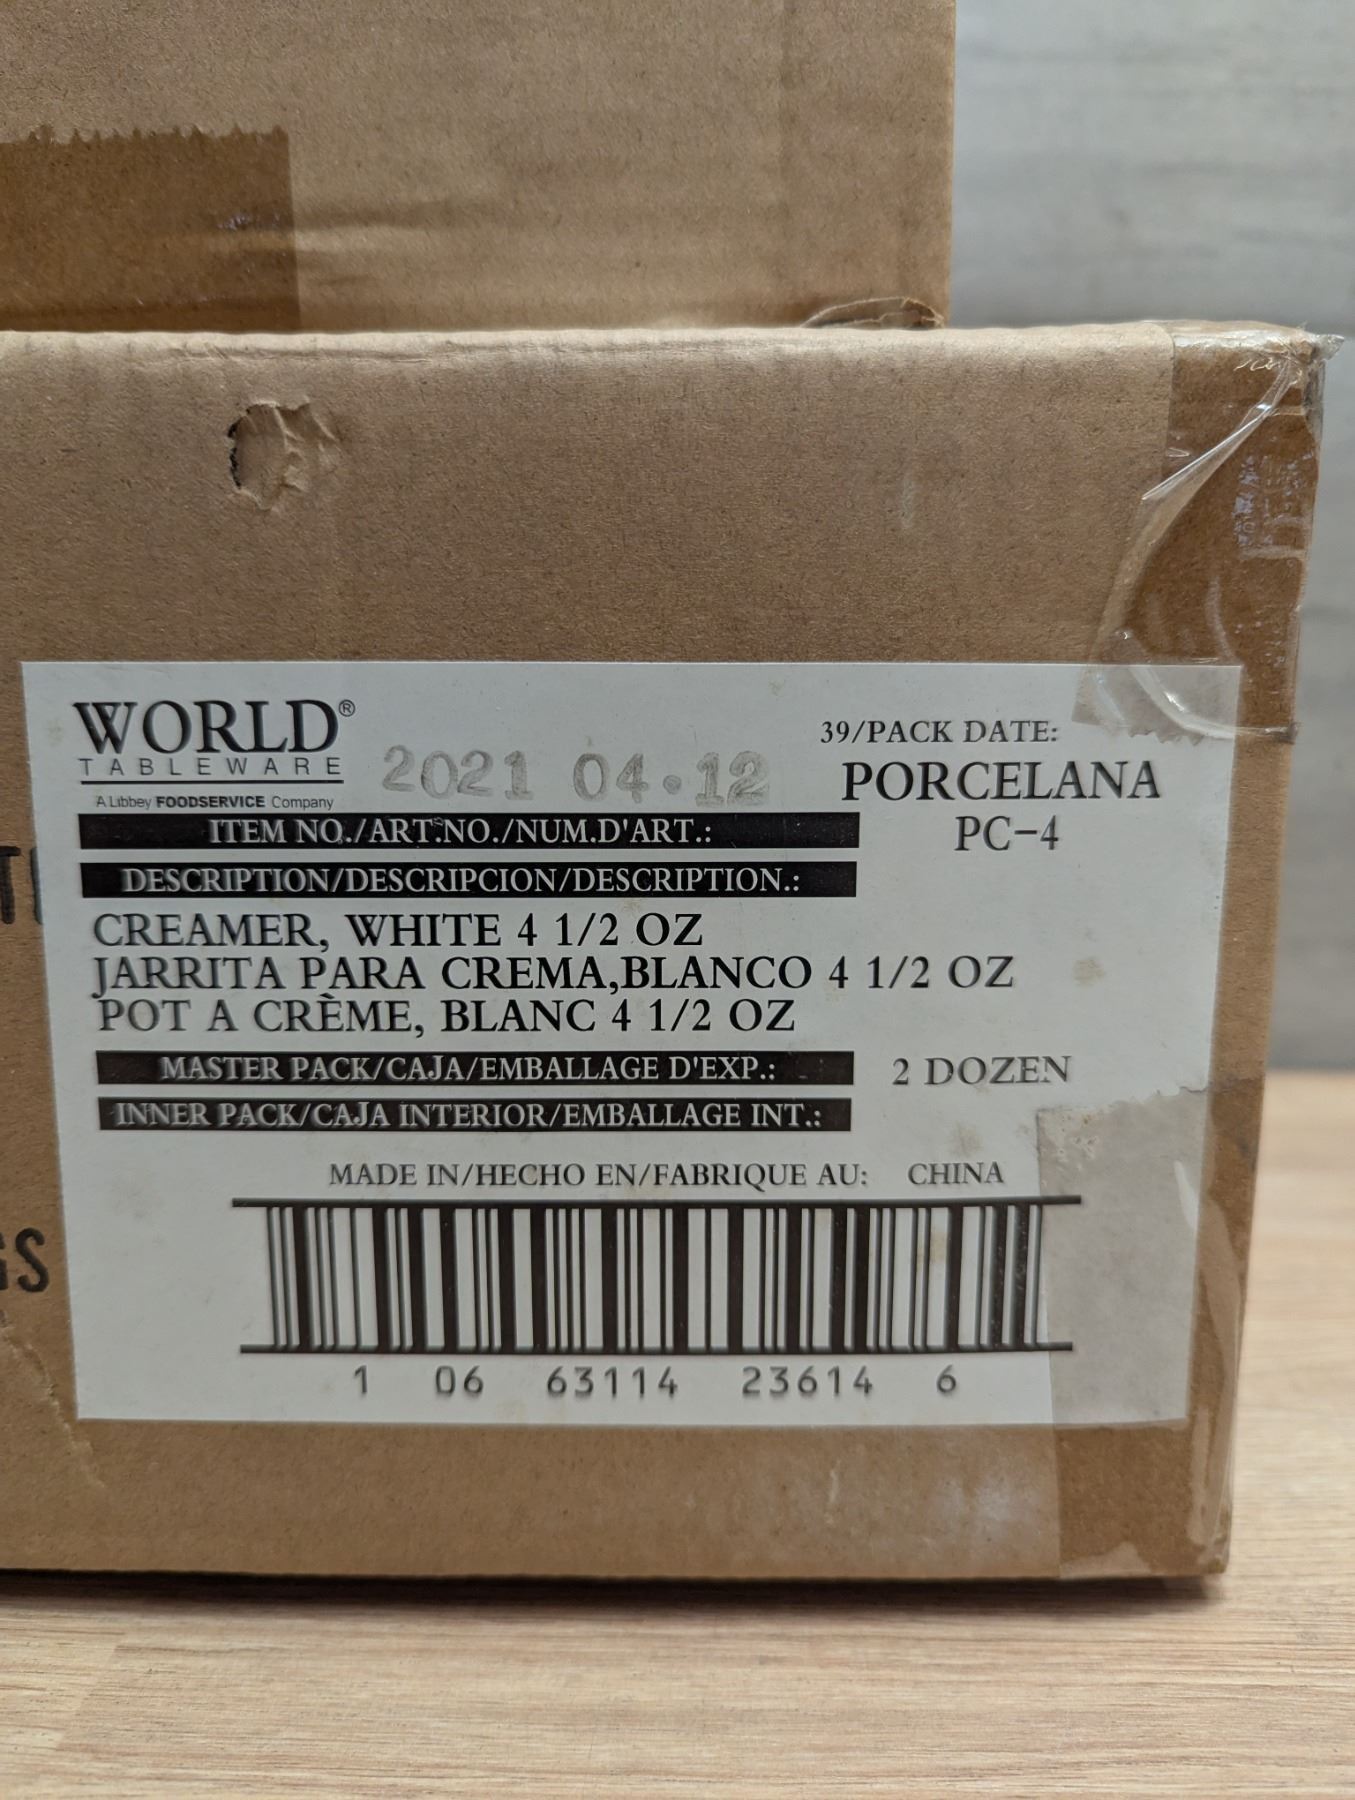 WORLD®
TABLEWARE
A Libbey FOODSERVICE Company
2021 04.12
39/PACK DATE:
PORCELANA
PC-4
ITEM NO./ART.NO./NUM.D'ART.:
DESCRIPTION/DESCRIPCION/DESCRIPTION.:
CREAMER, WHITE 4 1/2 OZ
JARRITA PARA CREMA,BLANCO 4 1/2 OZ
POT A CRÈME, BLANC 4 1/2 OZ
MASTER PACK/CAJA/EMBALLAGE D'EXP.: 2 DOZEN
INNER PACK/CAJA INTERIOR/EMBALLAGE INT.:
MADE IN/HECHO EN/FABRIQUE AU: CHINA
1 06 63114 23614 6